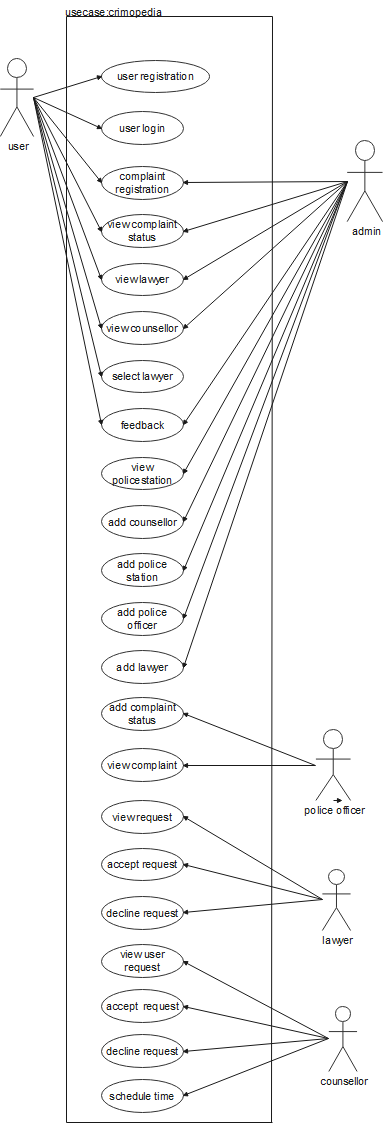 usecase:crimopedia
user registration
user
user login
complaint
registration
admin
view complaint
status
view lawyer
view counsellor
select lawyer
feedback
view
policestation
add counsellor
add police
station
add police
officer
add lawyer
add complaint
status
view complaint
police officer
view request
accept request
decline request
lawyer
view user
request
accept request
decline request
counsellor
schedule time